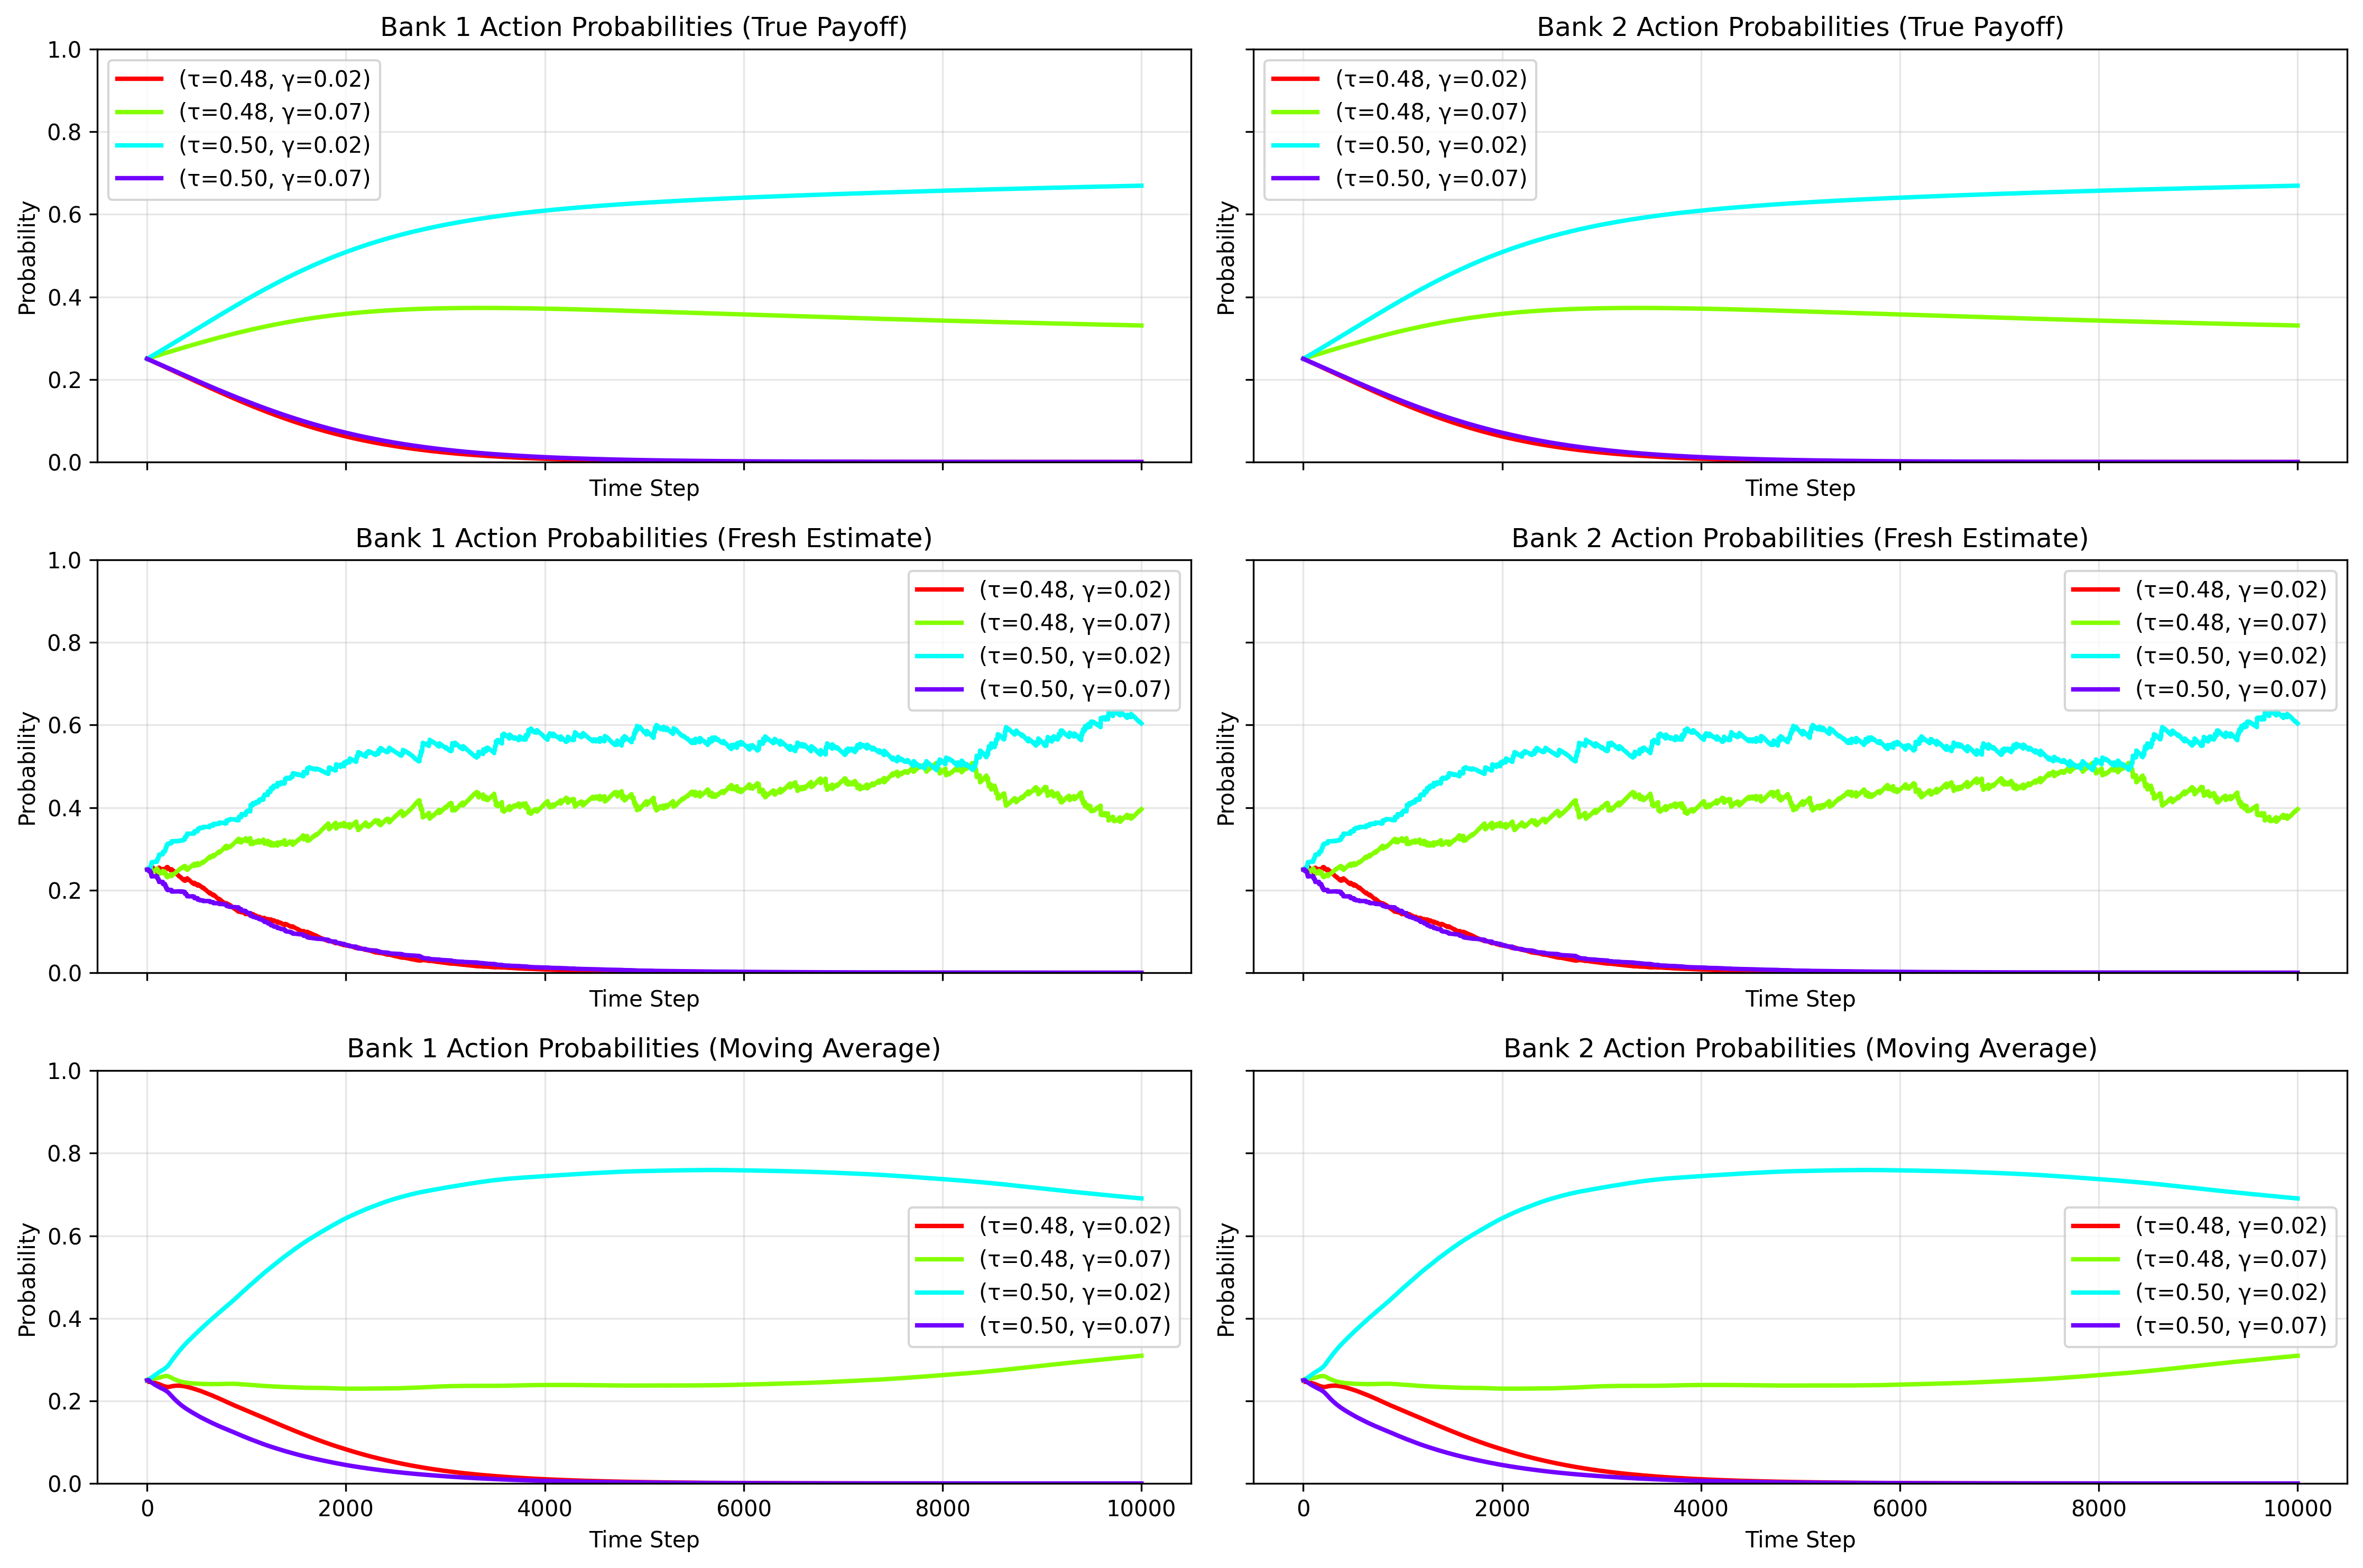 Bank 1 Action Probabilities (True Payoff)
1.0
0.8
0.6
0.4
0.2
0.0
Probability
(τ=0.48, γ=0.02)
(τ=0.48, γ=0.07)
(τ=0.50, γ=0.02)
(τ=0.50, γ=0.07)
Time Step
Bank 2 Action Probabilities (True Payoff)
Probability
(τ=0.48, γ=0.02)
(τ=0.48, γ=0.07)
(τ=0.50, γ=0.02)
(τ=0.50, γ=0.07)
Time Step
Bank 1 Action Probabilities (Fresh Estimate)
1.0
0.8
0.6
0.4
0.2
0.0
Probability
(τ=0.48, γ=0.02)
(τ=0.48, γ=0.07)
(τ=0.50, γ=0.02)
(τ=0.50, γ=0.07)
Time Step
Bank 2 Action Probabilities (Fresh Estimate)
Probability
(τ=0.48, γ=0.02)
(τ=0.48, γ=0.07)
(τ=0.50, γ=0.02)
(τ=0.50, γ=0.07)
Time Step
Bank 1 Action Probabilities (Moving Average)
1.0
0.8
0.6
0.4
0.2
0.0
Probability
(τ=0.48, γ=0.02)
(τ=0.48, γ=0.07)
(τ=0.50, γ=0.02)
(τ=0.50, γ=0.07)
0 2000 4000 6000 8000 10000
Time Step
Bank 2 Action Probabilities (Moving Average)
Probability
(τ=0.48, γ=0.02)
(τ=0.48, γ=0.07)
(τ=0.50, γ=0.02)
(τ=0.50, γ=0.07)
0 2000 4000 6000 8000 10000
Time Step